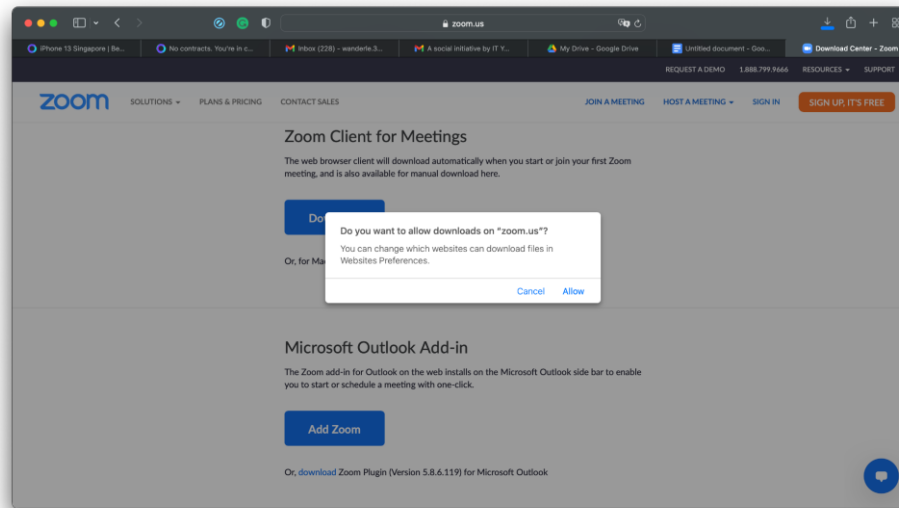 zoom.us
iPhone 13 Singapore | Be...
No contracts. You're in c...
Inbox (228) - wanderle.3...
A social initiative by IT Y...
My Drive - Google Drive
Untitled document - Goo...
Download Center - Zoom
REQUEST A DEMO 1.888.799.9666 RESOURCES SUPPORT
zoom SOLUTIONS PLANS & PRICING CONTACT SALES JOIN A MEETING HOST A MEETING SIGN IN SIGN UP, IT'S FREE
Zoom Client for Meetings
The web browser client will download automatically when you start or join your first Zoom
meeting, and is also available for manual download here.
Do
Or, for Ma
Do you want to allow downloads on “zoom.us”?
You can change which websites can download files in
Websites Preferences.
Cancel Allow
Microsoft Outlook Add-in
The Zoom add-in for Outlook on the web installs on the Microsoft Outlook side bar to enable
you to start or schedule a meeting with one-click.
Add Zoom
Or, download Zoom Plugin (Version 5.8.6.119) for Microsoft Outlook